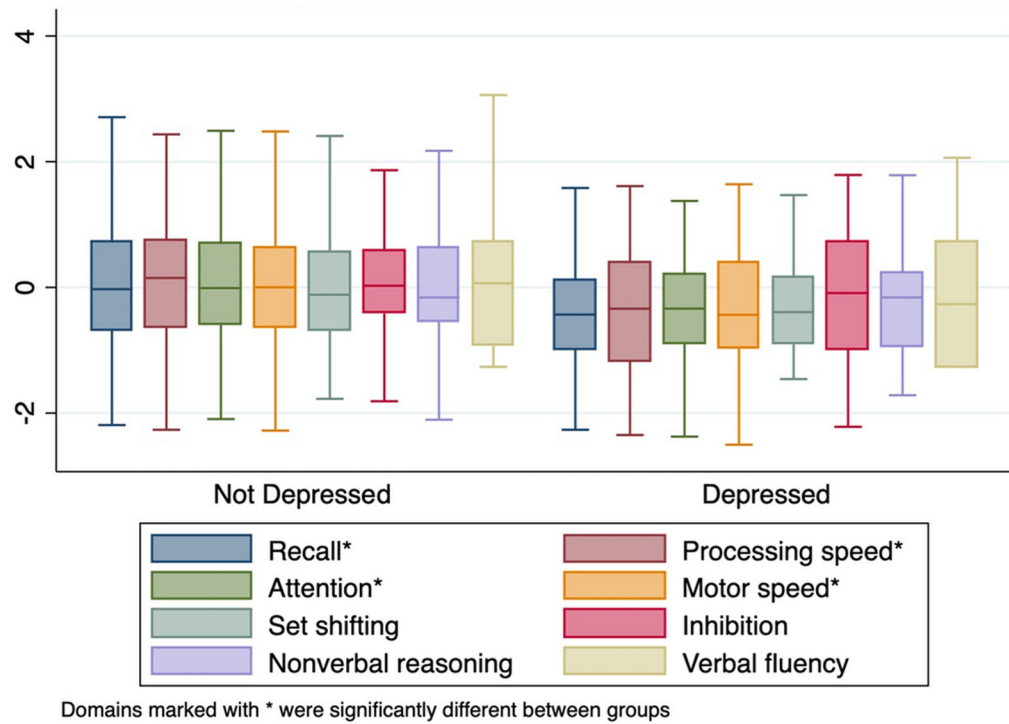 4
2
0
-2
Not Depressed Depressed
Recall* Processing speed*
Attention* Motor speed*
Set shifting Inhibition
Nonverbal reasoning Verbal fluency
Domains marked with * were significantly different between groups